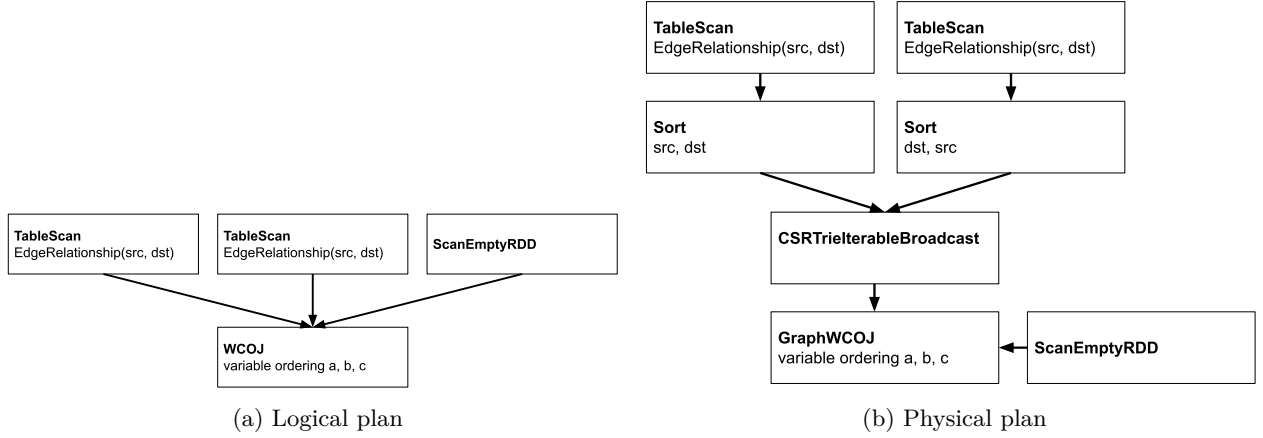 TableScan
EdgeRelationship(src, dst)
TableScan
EdgeRelationship(src, dst)
ScanEmptyRDD
WCOJ
variable ordering a, b, c
(a) Logical plan
TableScan
EdgeRelationship(src, dst)
TableScan
EdgeRelationship(src, dst)
Sort
src, dst
Sort
dst, src
CSRTrieIterableBroadcast
GraphWCOJ
variable ordering a, b, c
ScanEmptyRDD
(b) Physical plan